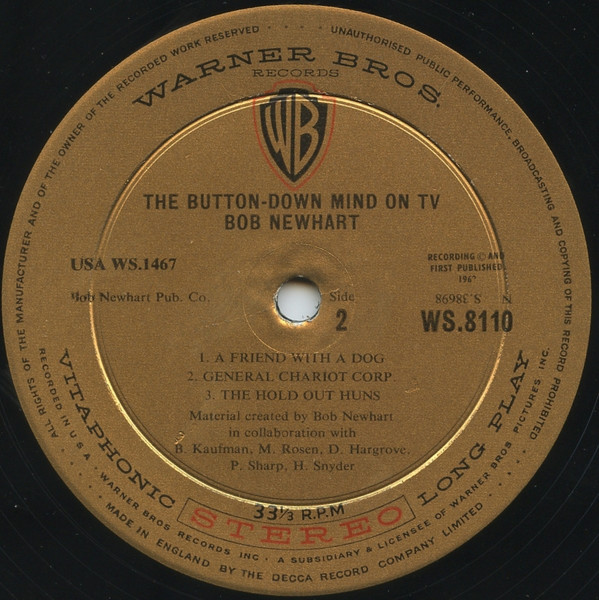 ALL RIGHTS OF THE MANUFACTURER AND OF THE OWNER OF THE RECORDED WORK RESERVED · · · · UNAUTHORISED PUBLIC PERFORMANCE, BROADCASTING AND COPYING OF THIS RECORD PROHIBITED
WARNER BROS.
RECORDS
WB
THE BUTTON-DOWN MIND ON TV
BOB NEWHART
USA WS.1467
RECORDING © AND
FIRST PUBLISHED
Bob Newhart Pub. Co.
Side
N S.38698
2
WS.8110
1. A FRIEND WITH A DOG
2. GENERAL CHARIOT CORP.
3. THE HOLD OUT HUNS
Material created by Bob Newhart
in collaboration with
B. Kaufman, M. Rosen, D. Hargrove,
P. Sharp, H. Snyder
33⅓ R.P.M
VITAPHONIC STEREO LONG PLAY
RECORDED IN U.S.A · WARNER BROS RECORDS INC · A SUBSIDIARY & LICENSEE OF WARNER BROS PICTURES, INC.
MADE IN ENGLAND BY THE DECCA RECORD COMPANY LIMITED